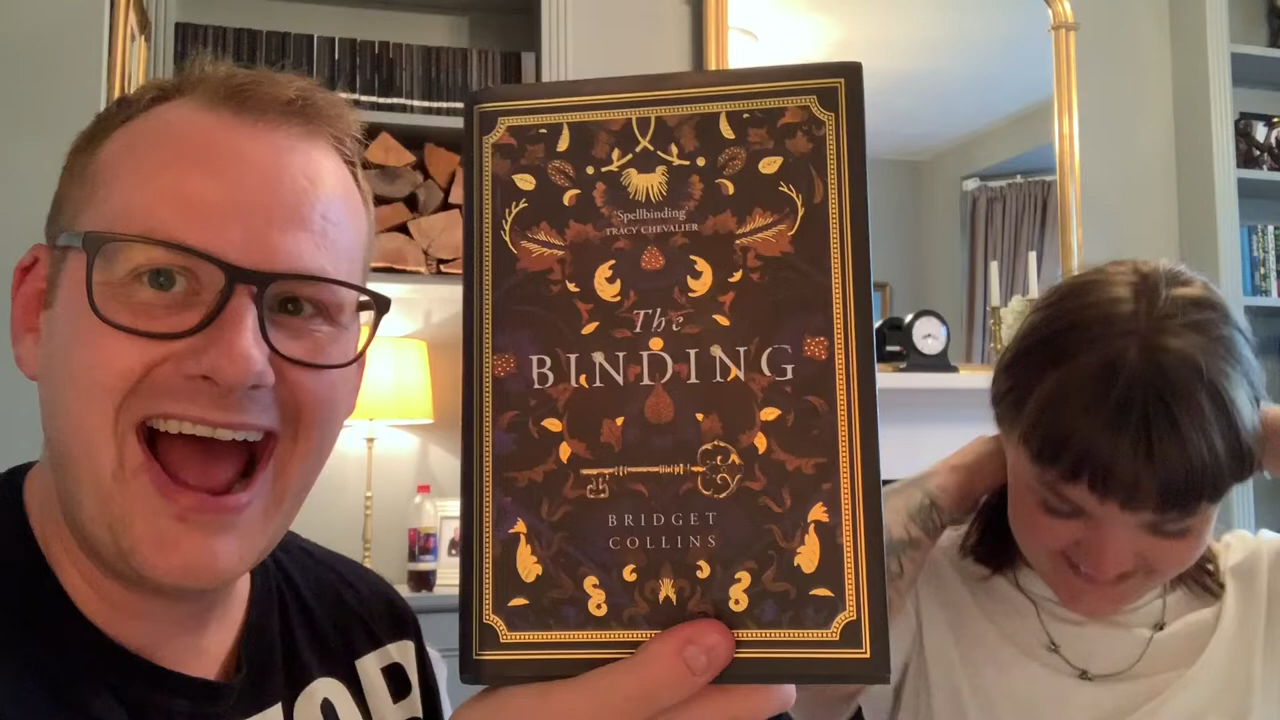 'Spellbinding'
TRACY CHEVALIER
The
BINDING
BRIDGET
COLLINS